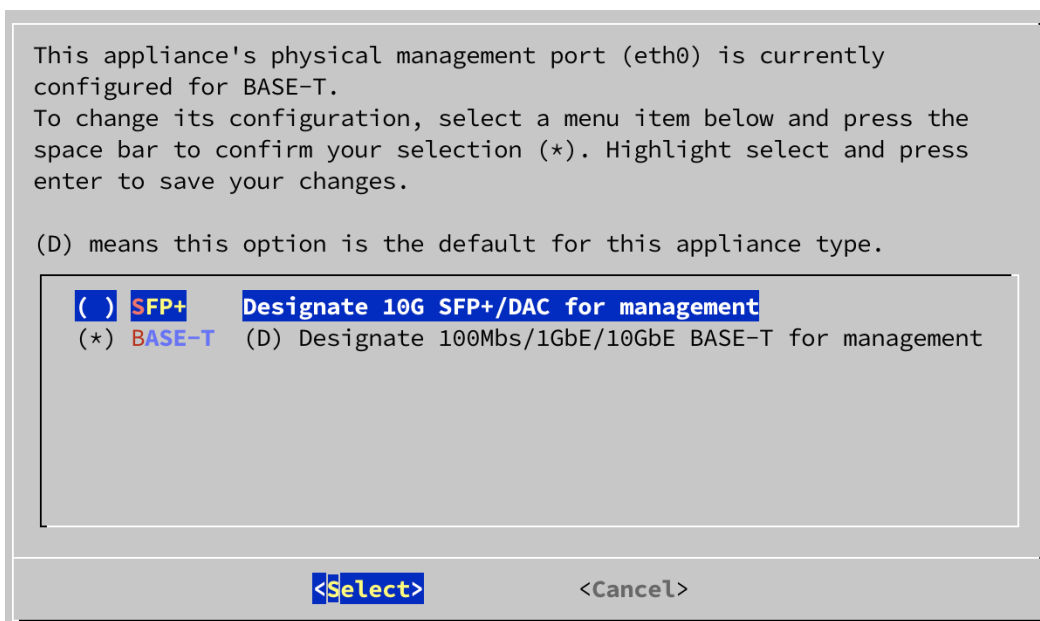 This appliance's physical management port (eth0) is currently
configured for BASE-T.
To change its configuration, select a menu item below and press the
space bar to confirm your selection (*). Highlight select and press
enter to save your changes.
(D) means this option is the default for this appliance type.
( ) SFP+ Designate 10G SFP+/DAC for management
(*) BASE-T (D) Designate 100Mbs/1GbE/10GbE BASE-T for management
<Select> <Cancel>